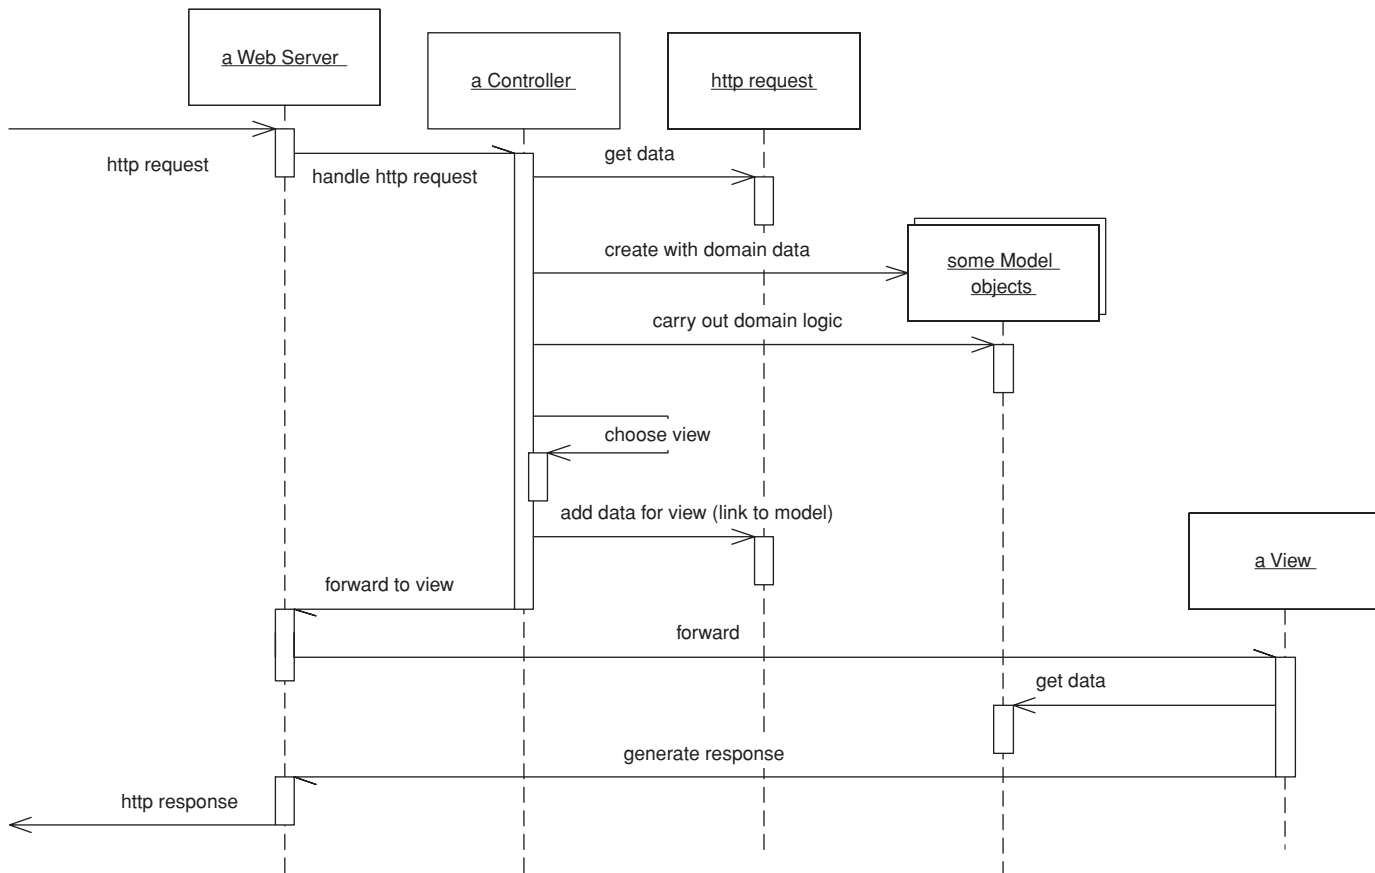 a Web Server
a Controller
http request
http request
handle http request
get data
create with domain data
some Model
objects
carry out domain logic
choose view
add data for view (link to model)
a View
forward to view
forward
get data
generate response
http response